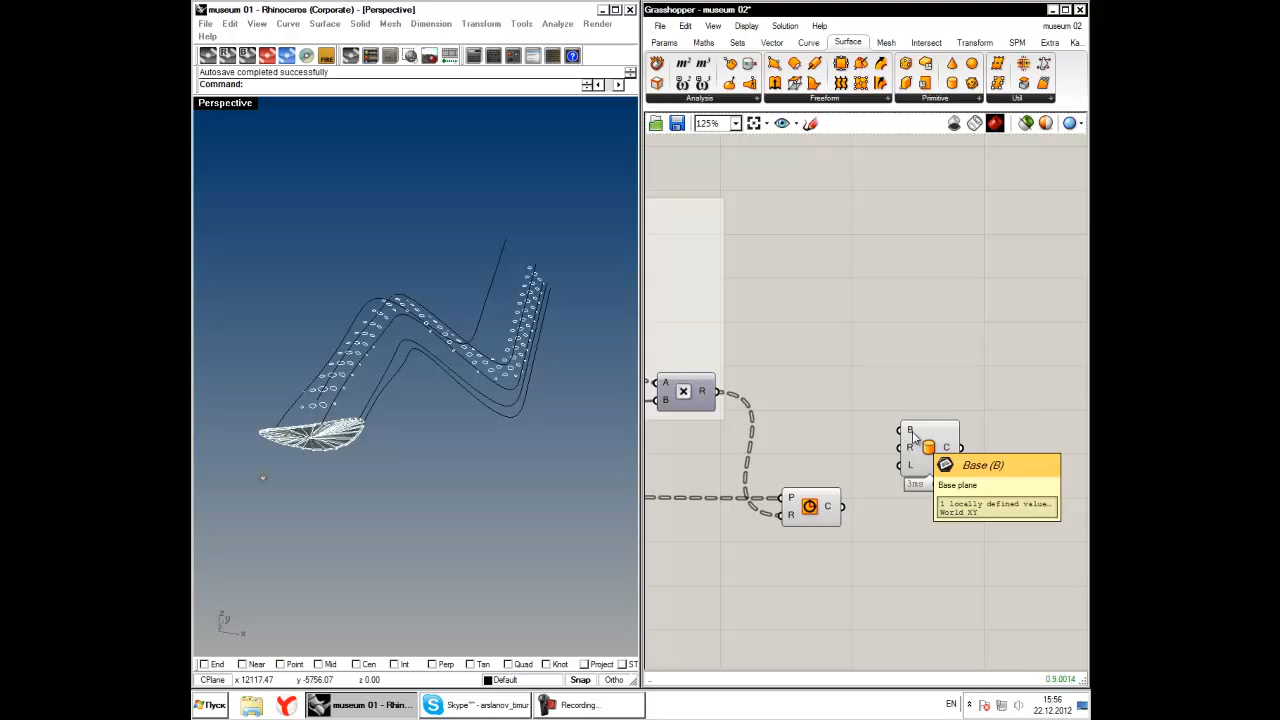 museum 01 - Rhinoceros (Corporate) - [Perspective]
File Edit View Curve Surface Solid Mesh Dimension Transform Tools Analyze Render
Help
Autosave completed successfully
Command:
Perspective
z
y
x
End Near Point Mid Cen Int Perp Tan Quad Knot Project ST
CPlane x 12117.47 y -5756.07 z 0.00 Default Snap Ortho
Grasshopper - museum 02*
File Edit View Display Solution Help museum 02
Params Maths Sets Vector Curve Surface Mesh Intersect Transform SPM Extra Ka...
Analysis Freeform Primitive Util
125%
A
B
R
P
R
C
B
R
L
C
3ms
Base (B)
Base plane
1 locally defined value...
World XY
0.9.0014
Пуск museum 01 - Rhin... Skype™ - arslanov_timur Recording... EN 15:56
22.12.2012